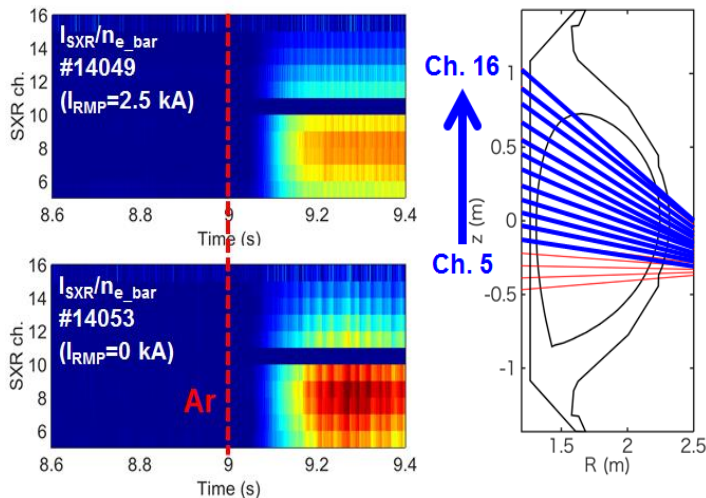 I_SXR/n_e_bar
#14049
(I_RMP=2.5 kA)
SXR ch.
16
14
12
10
8
6
8.6 8.8 9 9.2 9.4
Time (s)
I_SXR/n_e_bar
#14053
(I_RMP=0 kA)
Ar
SXR ch.
16
14
12
10
8
6
8.6 8.8 9 9.2 9.4
Time (s)
Ch. 16
Ch. 5
z (m)
1
0.5
0
-0.5
-1
1.5 2 2.5
R (m)